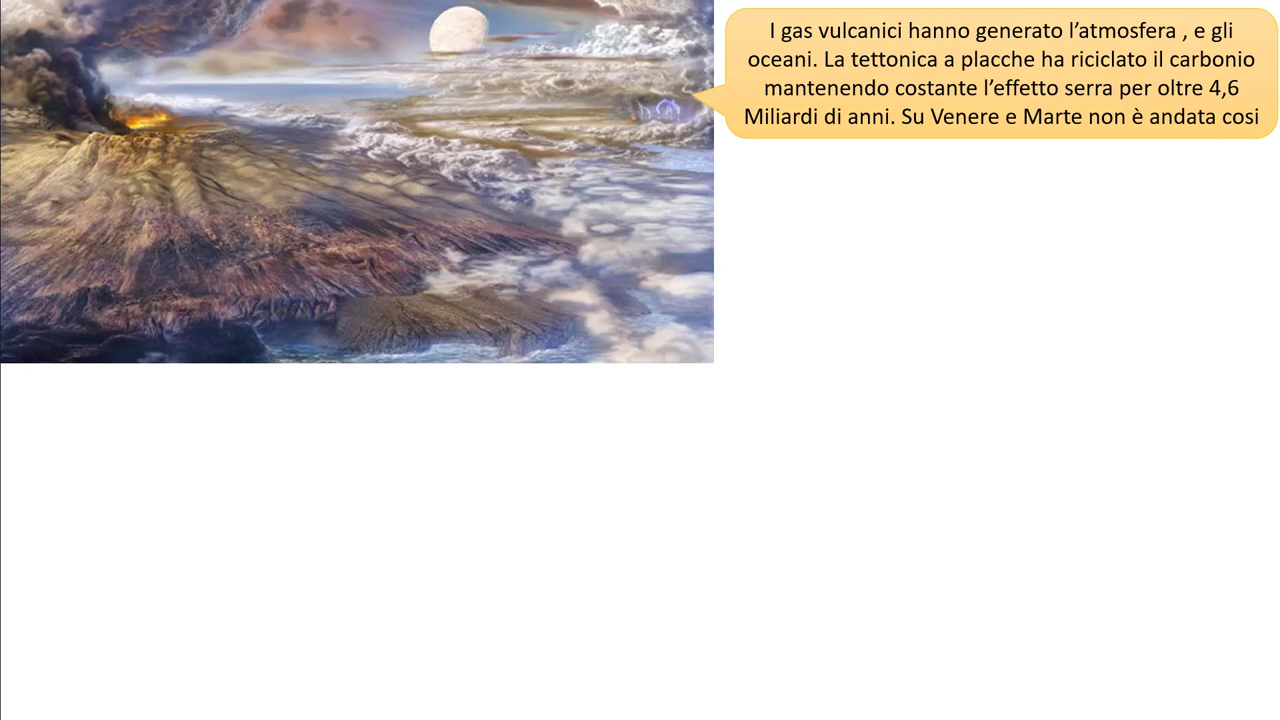 I gas vulcanici hanno generato l’atmosfera , e gli
oceani. La tettonica a placche ha riciclato il carbonio
mantenendo costante l’effetto serra per oltre 4,6
Miliardi di anni. Su Venere e Marte non è andata cosi